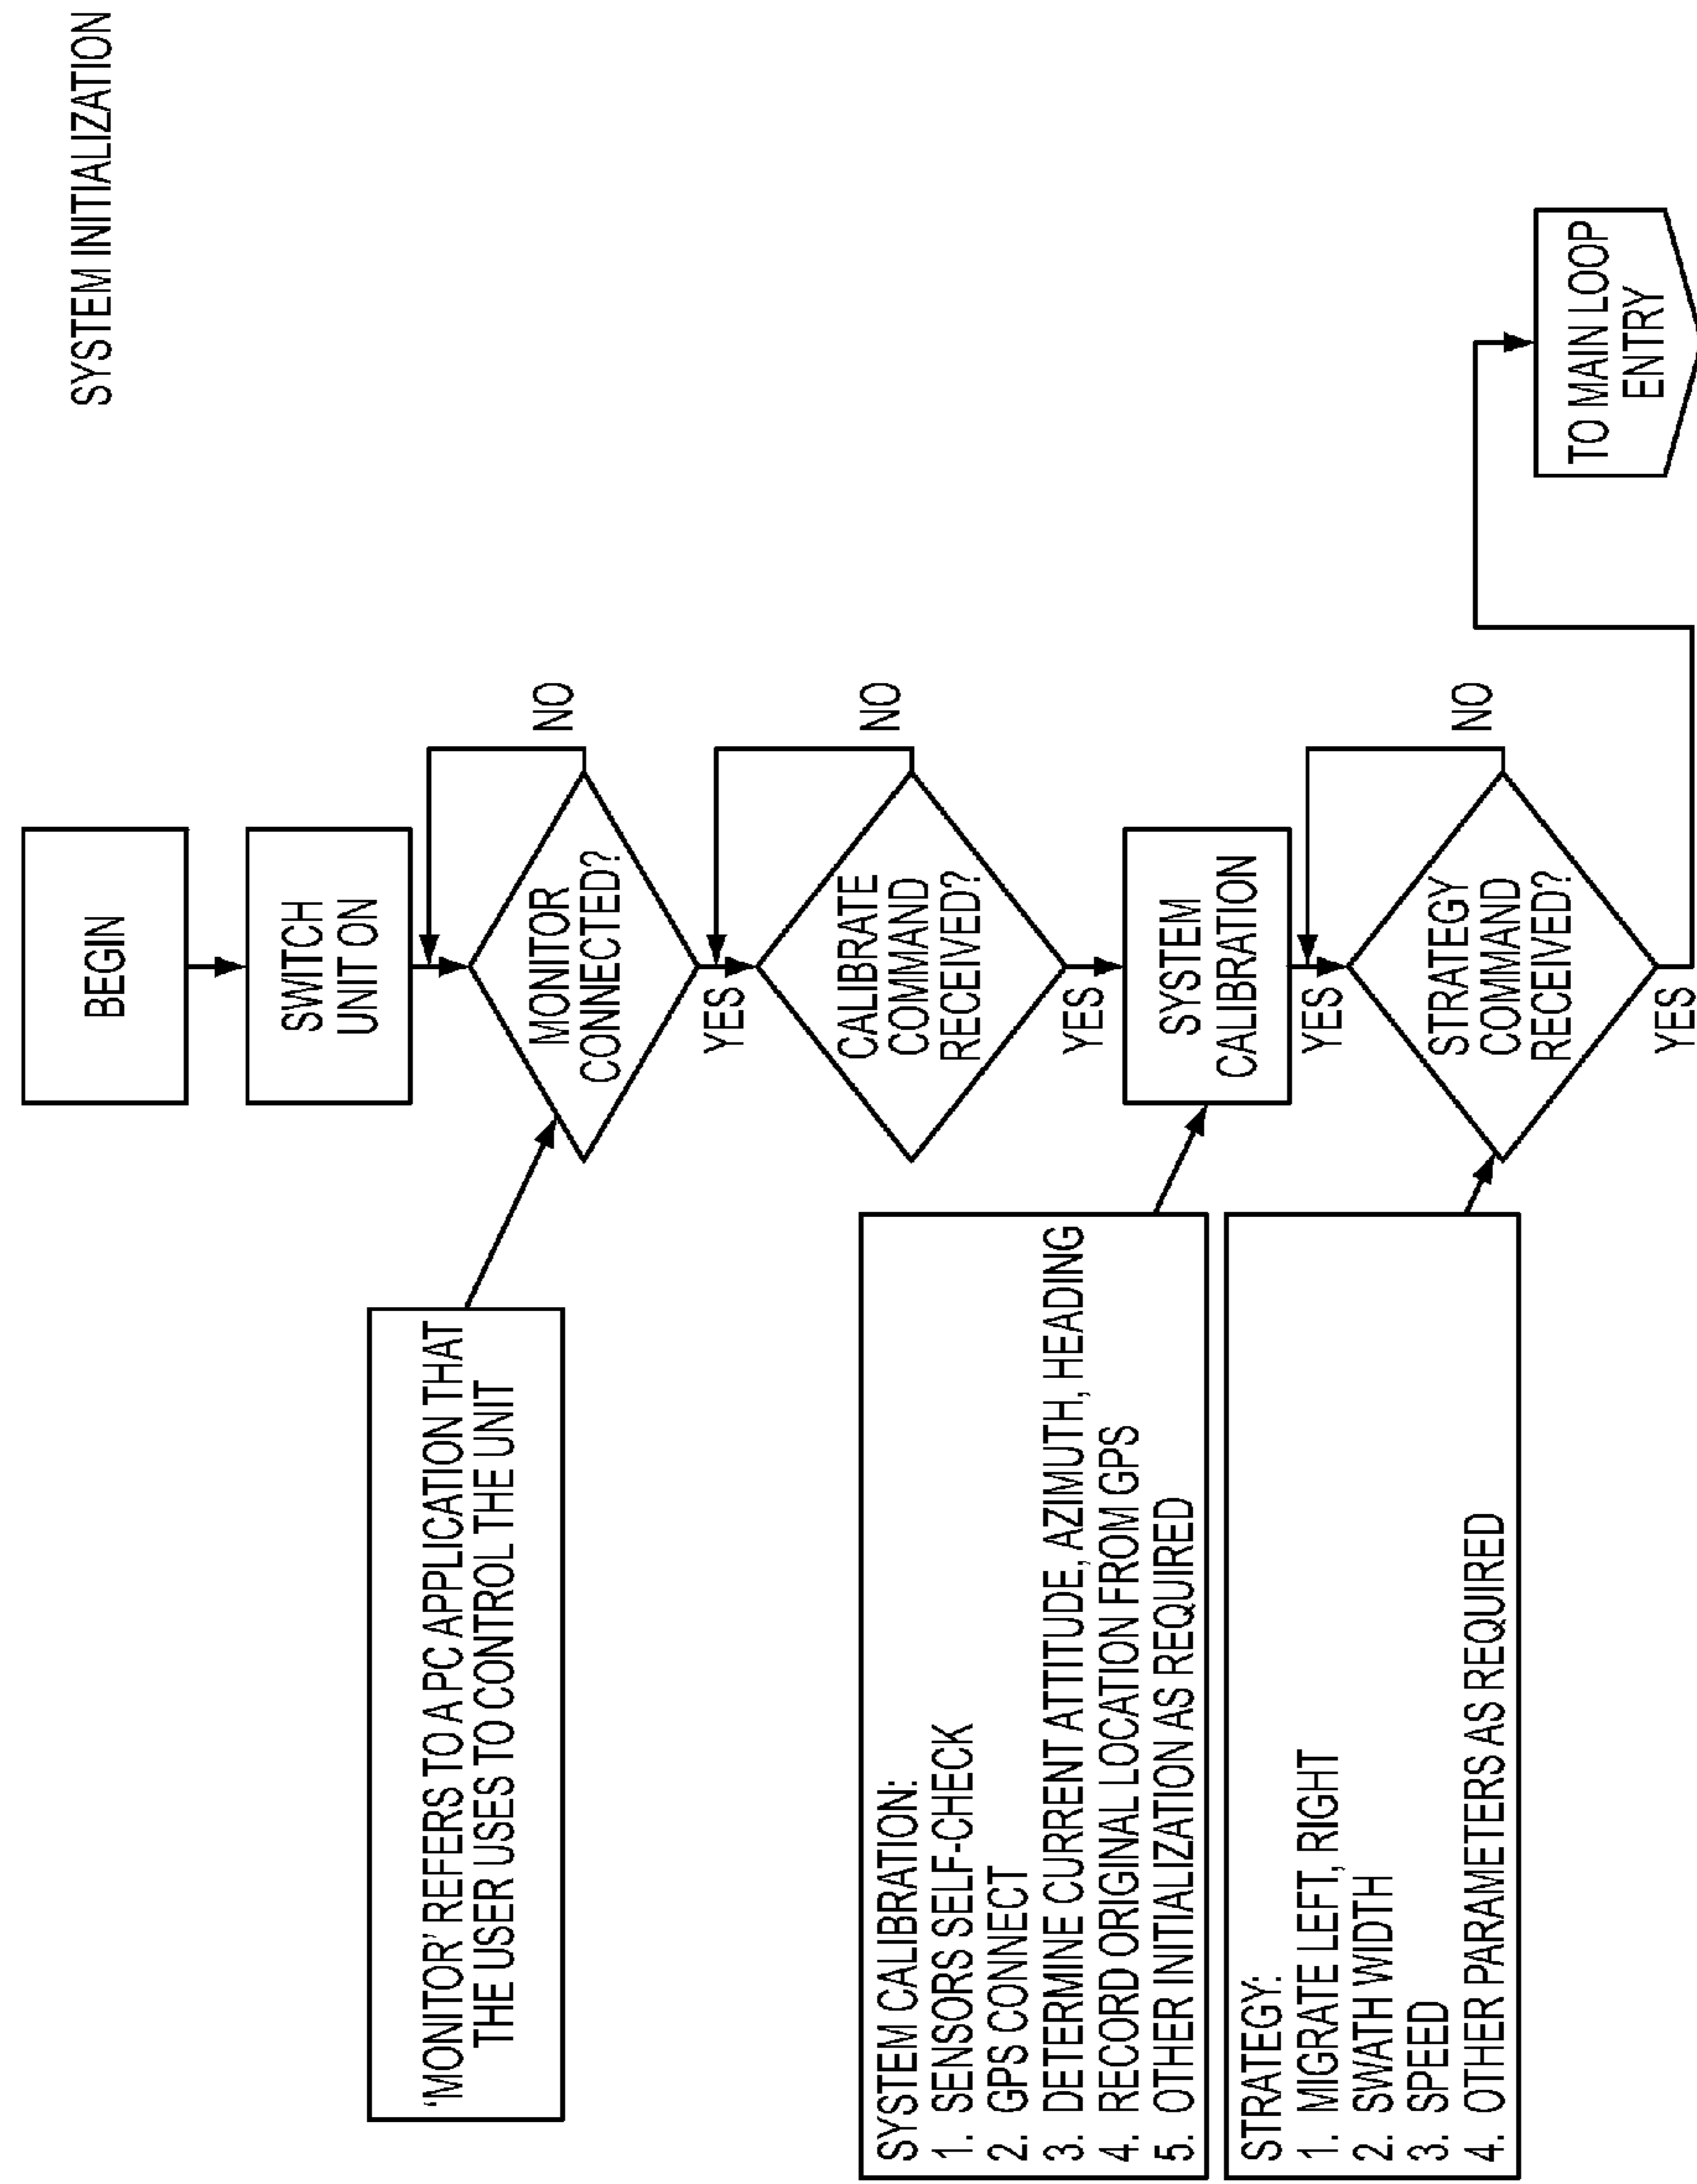 SYSTEM INITIALIZATION
BEGIN
SWITCH
UNIT ON
'MONITOR' REFERS TO A PC APPLICATION THAT
THE USER USES TO CONTROL THE UNIT
MONITOR
CONNECTED?
NO
YES
CALIBRATE
COMMAND
RECEIVED?
NO
YES
SYSTEM CALIBRATION:
1. SENSORS SELF-CHECK
2. GPS CONNECT
3. DETERMINE CURRENT ATTITUDE, AZIMUTH, HEADING
4. RECORD ORIGINAL LOCATION FROM GPS
5. OTHER INITIALIZATION AS REQUIRED
SYSTEM
CALIBRATION
YES
STRATEGY:
1. MIGRATE LEFT, RIGHT
2. SWATH WIDTH
3. SPEED
4. OTHER PARAMETERS AS REQUIRED
STRATEGY
COMMAND
RECEIVED?
NO
YES
TO MAIN LOOP
ENTRY